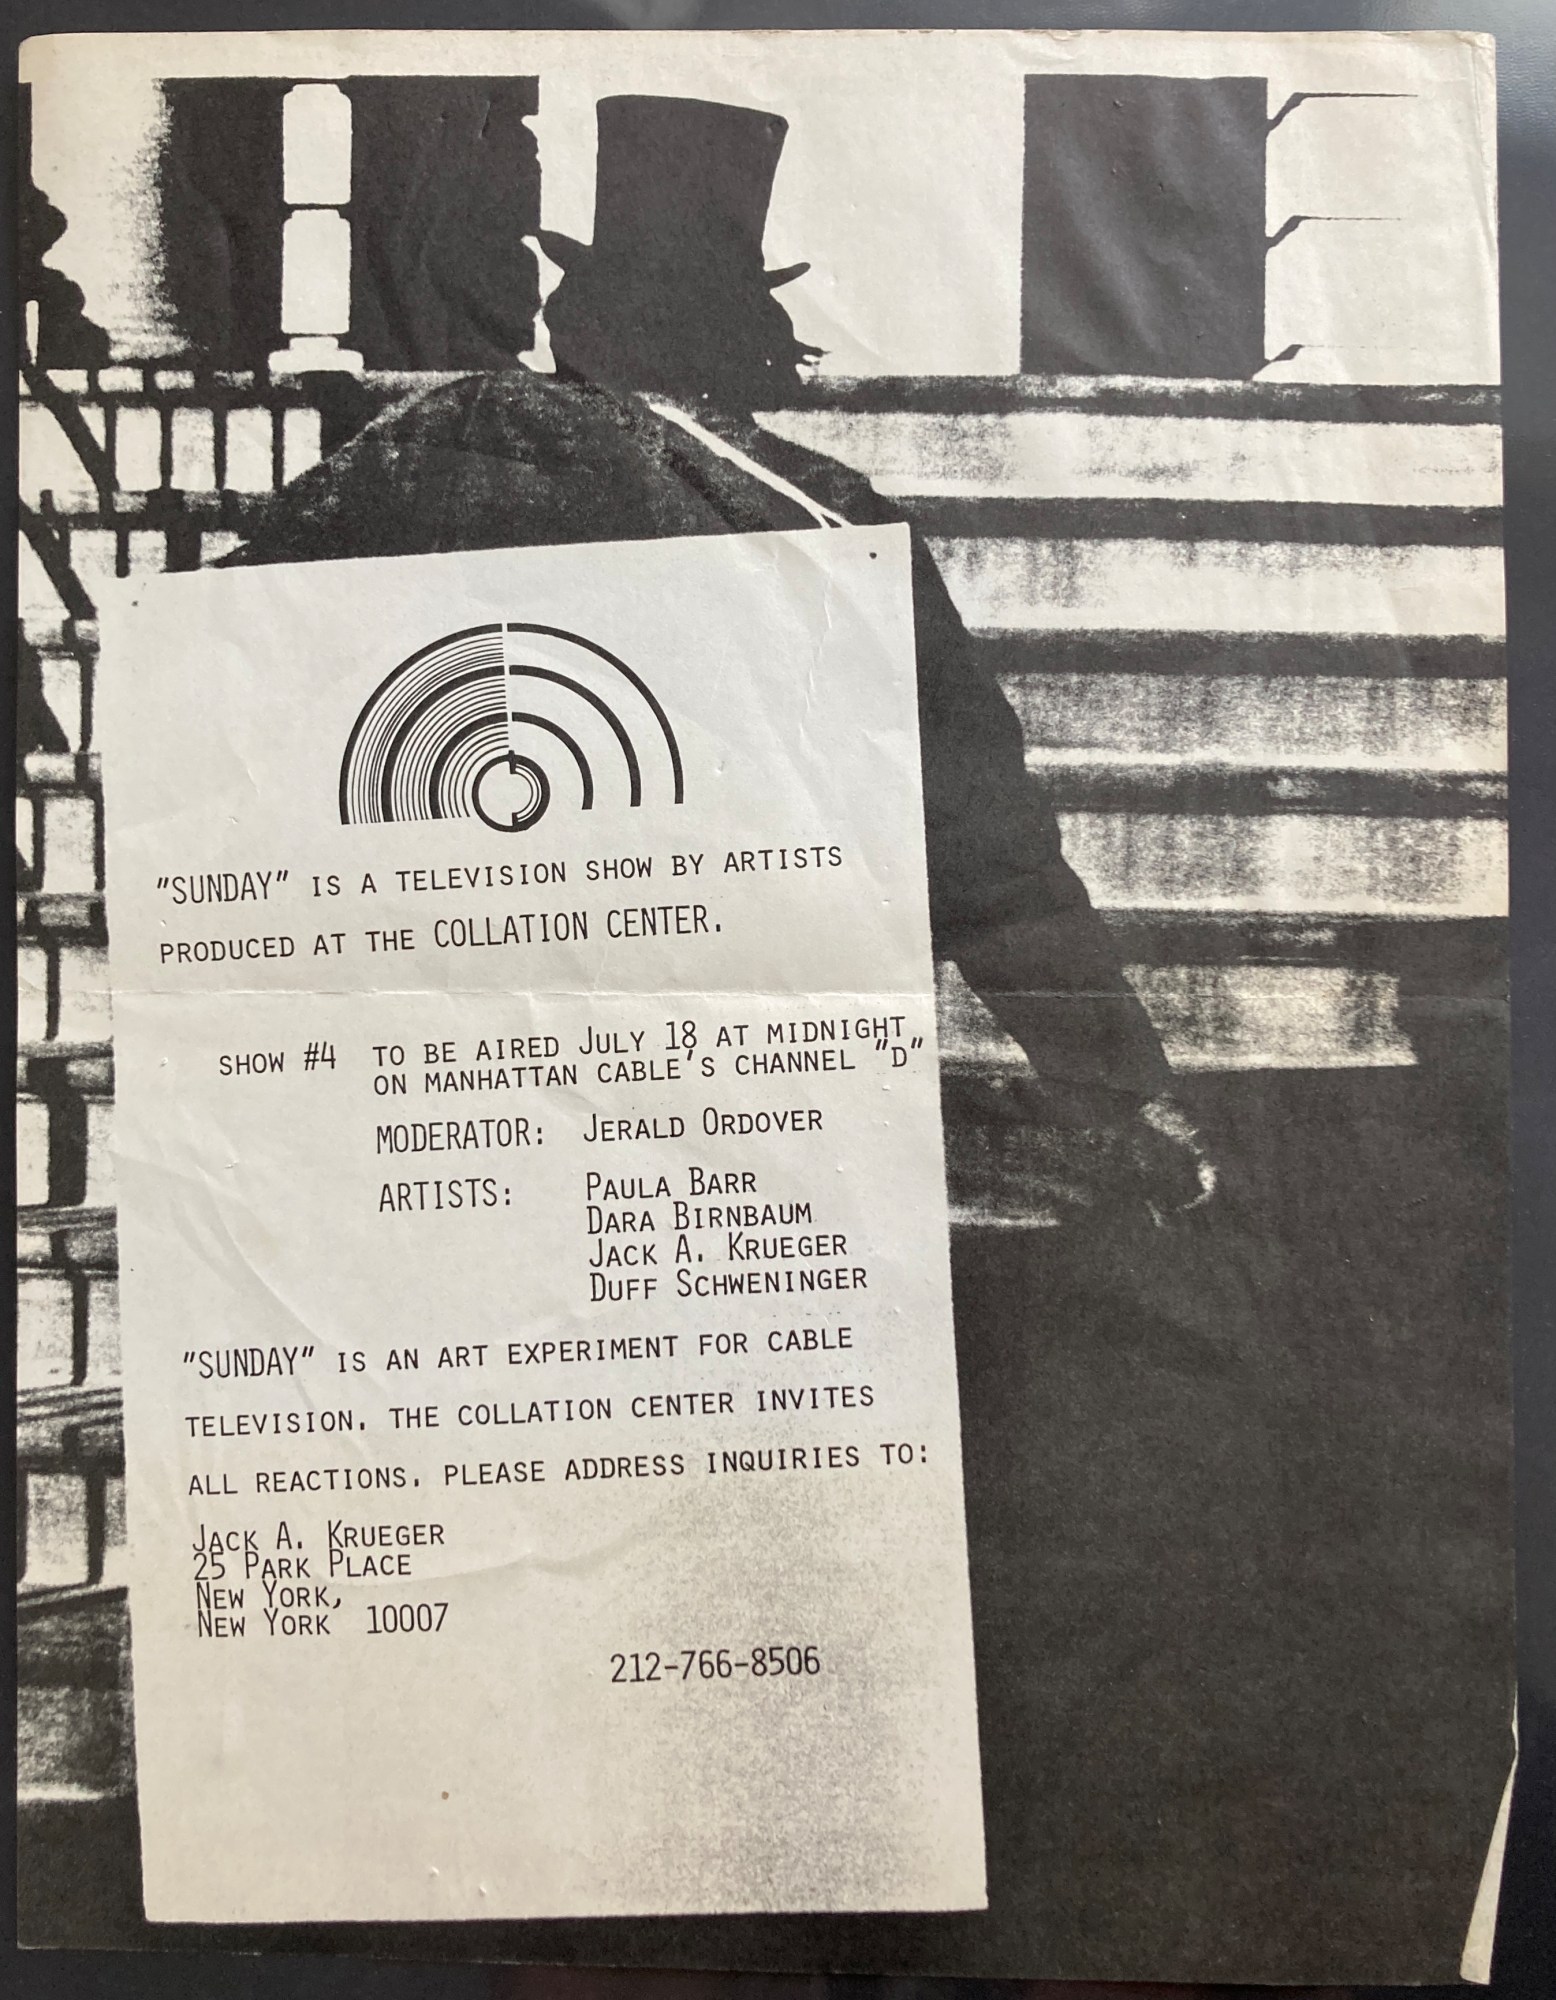 "SUNDAY" IS A TELEVISION SHOW BY ARTISTS
PRODUCED AT THE COLLATION CENTER.
SHOW #4 TO BE AIRED JULY 18 AT MIDNIGHT
ON MANHATTAN CABLE'S CHANNEL "D"
MODERATOR: JERALD ORDOVER
ARTISTS: PAULA BARR
DARA BIRNBAUM
JACK A. KRUEGER
DUFF SCHWENINGER
"SUNDAY" IS AN ART EXPERIMENT FOR CABLE
TELEVISION. THE COLLATION CENTER INVITES
ALL REACTIONS. PLEASE ADDRESS INQUIRIES TO:
JACK A. KRUEGER
25 PARK PLACE
NEW YORK,
NEW YORK 10007
212-766-8506